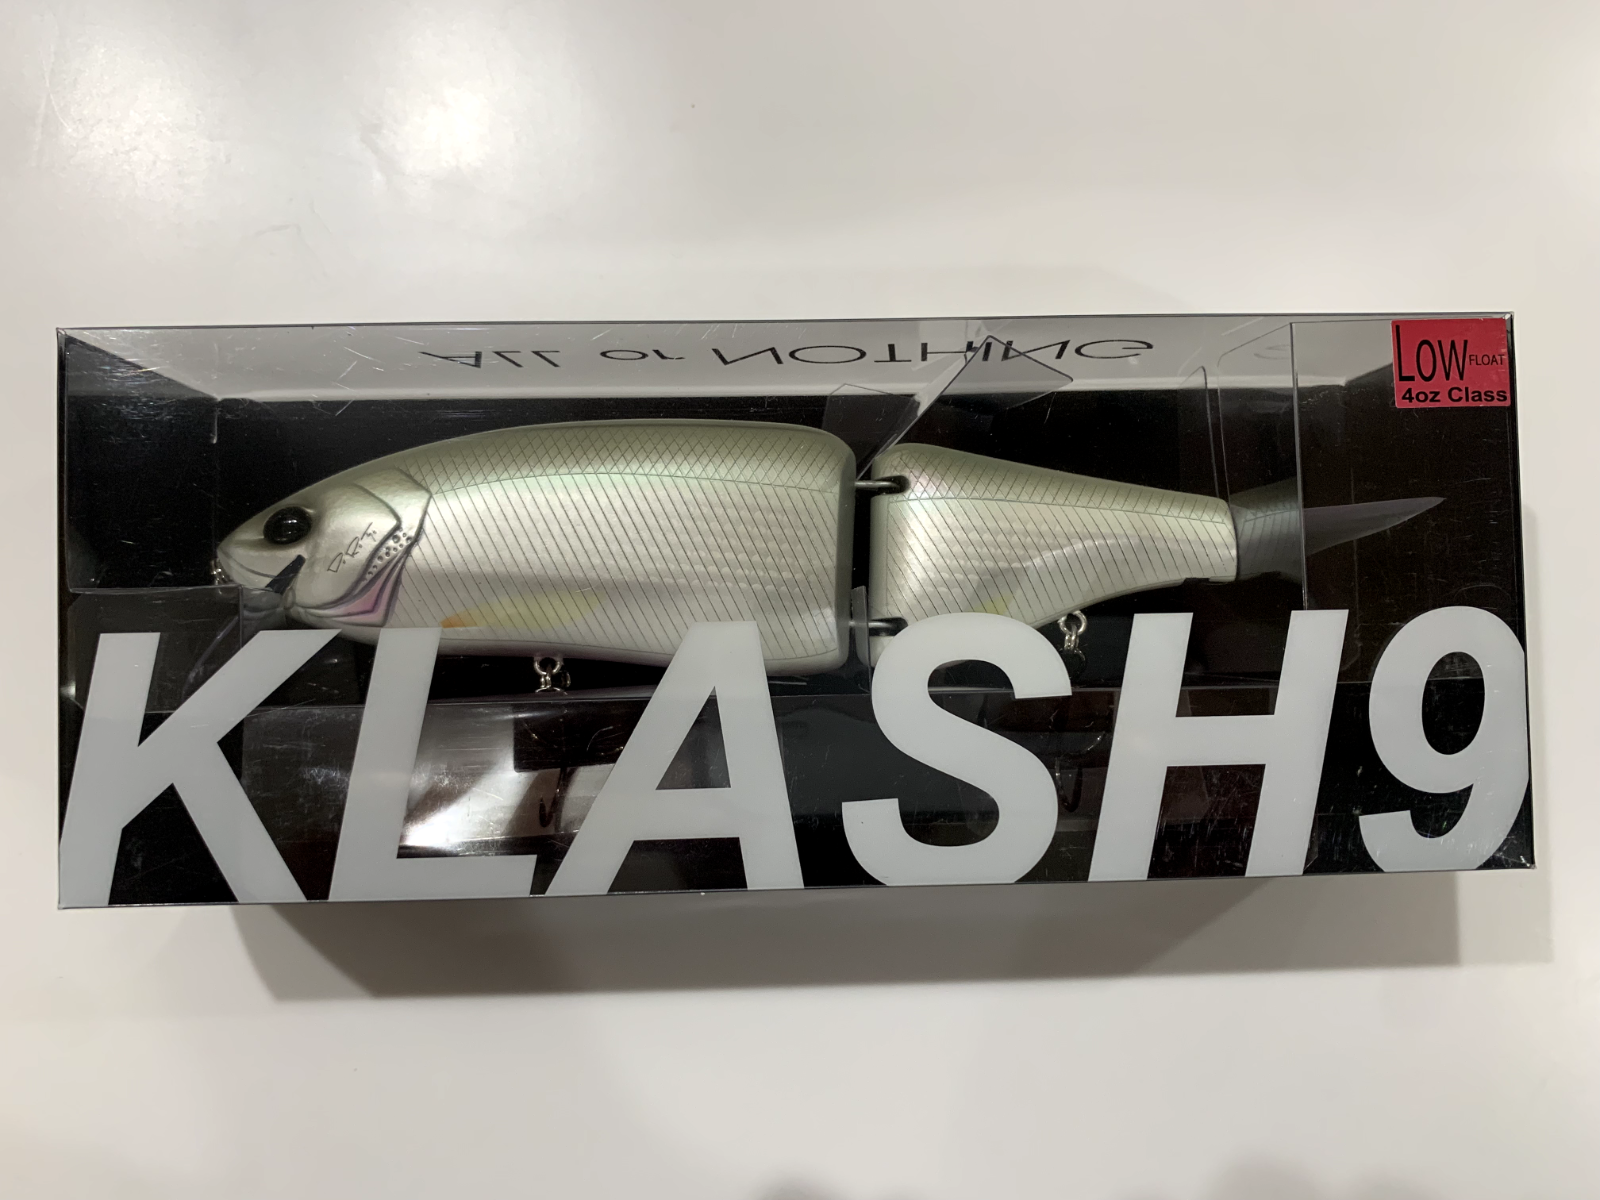 ALL or NOTHING
LOW FLOAT
4oz Class
KLASH9